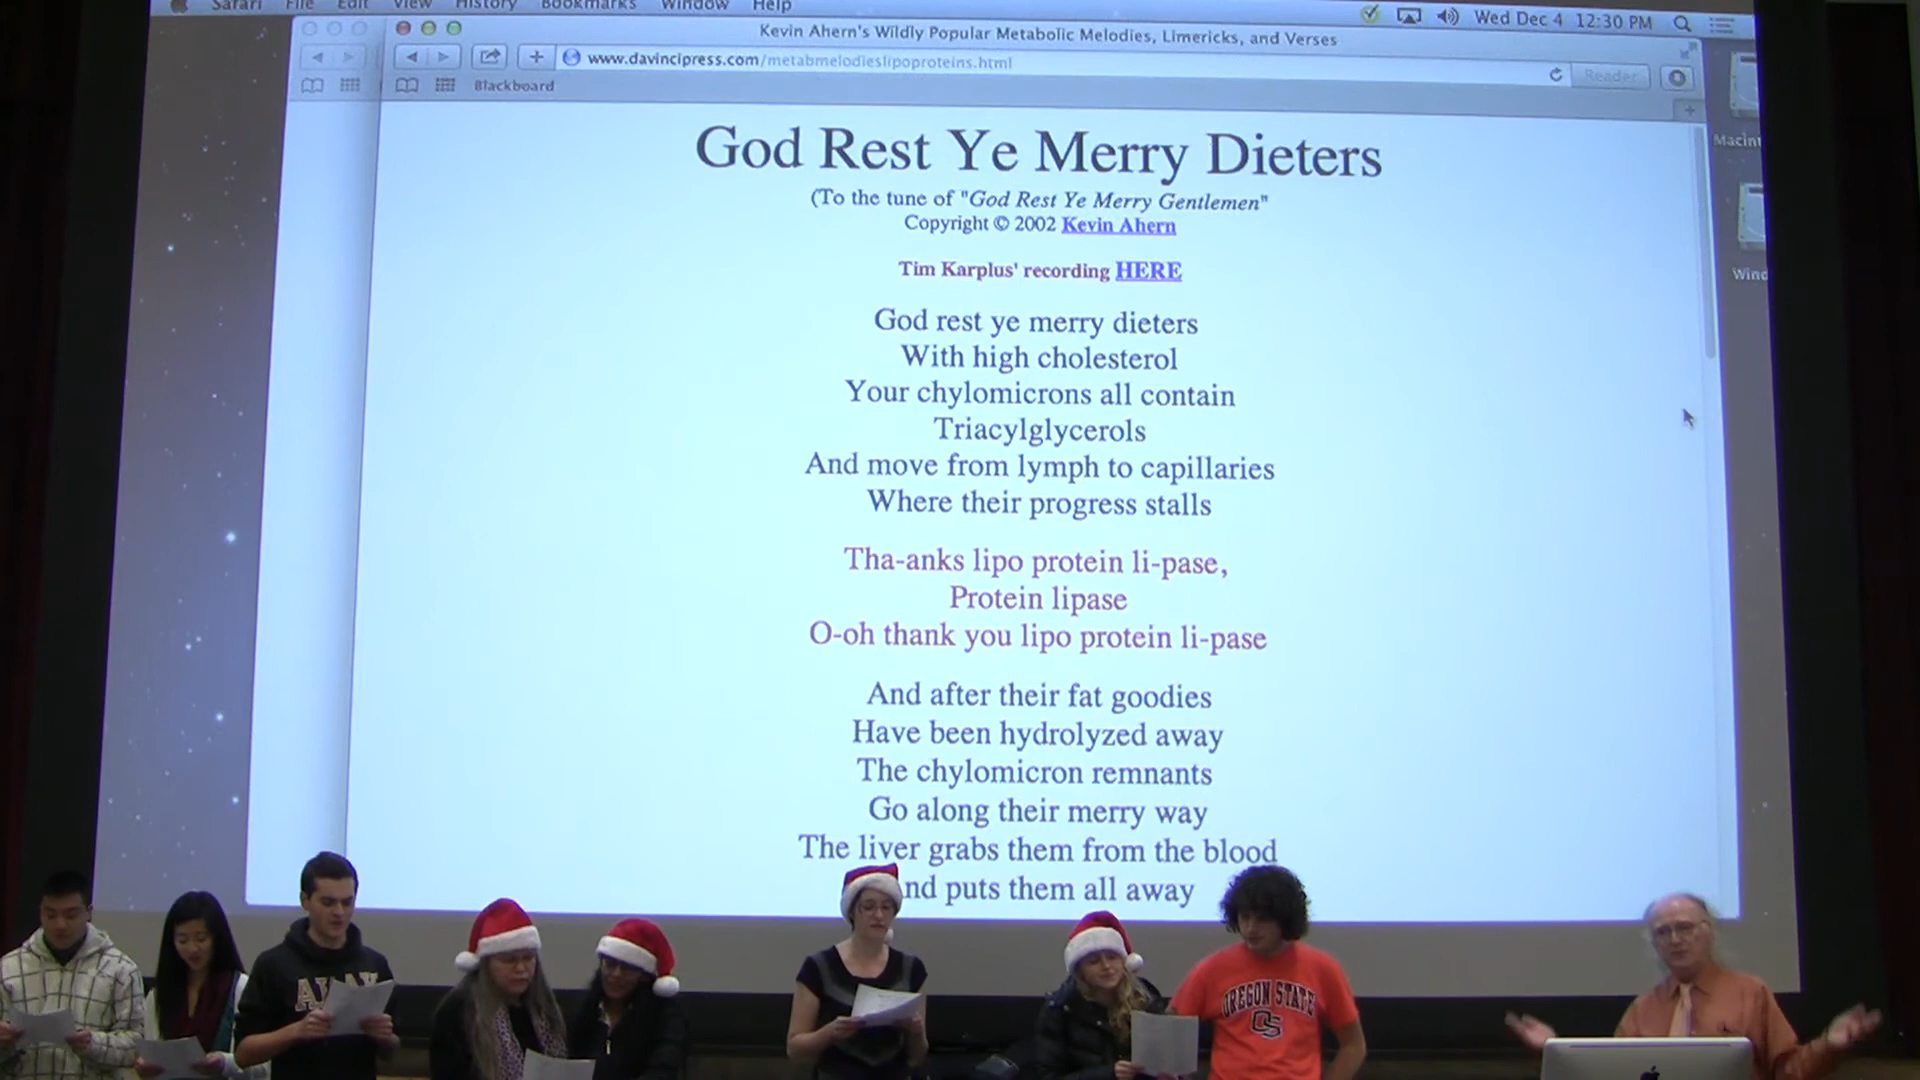 Safari File Edit View History Bookmarks Window Help
Wed Dec 4 12:30 PM
Kevin Ahern's Wildly Popular Metabolic Melodies, Limericks, and Verses
www.davincipress.com/metabmelodieslipoproteins.html
Reader
Blackboard
God Rest Ye Merry Dieters
(To the tune of "God Rest Ye Merry Gentlemen"
Copyright © 2002 Kevin Ahern
Tim Karplus' recording HERE
God rest ye merry dieters
With high cholesterol
Your chylomicrons all contain
Triacylglycerols
And move from lymph to capillaries
Where their progress stalls
Tha-anks lipo protein li-pase,
Protein lipase
O-oh thank you lipo protein li-pase
And after their fat goodies
Have been hydrolyzed away
The chylomicron remnants
Go along their merry way
The liver grabs them from the blood
nd puts them all away
Macint
Wind
OREGON STATE
OS